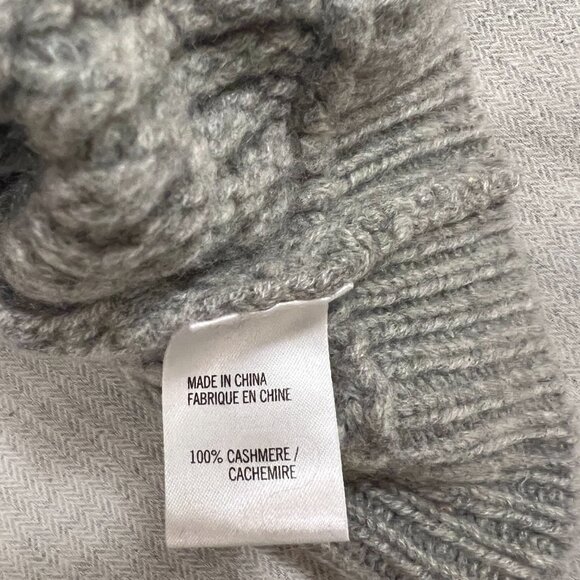 MADE IN CHINA
FABRIQUE EN CHINE
100% CASHMERE /
CACHEMIRE